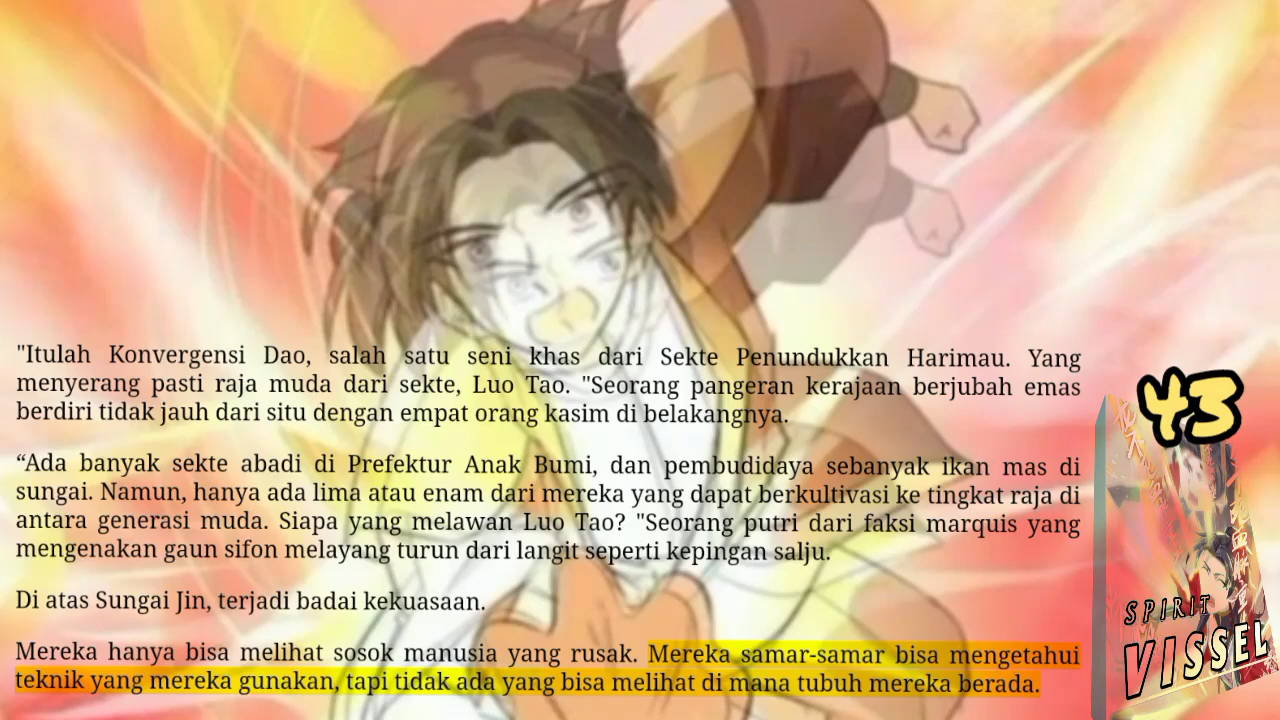 "Itulah Konvergensi Dao, salah satu seni khas dari Sekte Penundukkan Harimau. Yang
menyerang pasti raja muda dari sekte, Luo Tao. "Seorang pangeran kerajaan berjubah emas
berdiri tidak jauh dari situ dengan empat orang kasim di belakangnya.
“Ada banyak sekte abadi di Prefektur Anak Bumi, dan pembudidaya sebanyak ikan mas di
sungai. Namun, hanya ada lima atau enam dari mereka yang dapat berkultivasi ke tingkat raja di
antara generasi muda. Siapa yang melawan Luo Tao? "Seorang putri dari faksi marquis yang
mengenakan gaun sifon melayang turun dari langit seperti kepingan salju.
Di atas Sungai Jin, terjadi badai kekuasaan.
Mereka hanya bisa melihat sosok manusia yang rusak. Mereka samar-samar bisa mengetahui
teknik yang mereka gunakan, tapi tidak ada yang bisa melihat di mana tubuh mereka berada.
43
SPIRIT
VISSEL